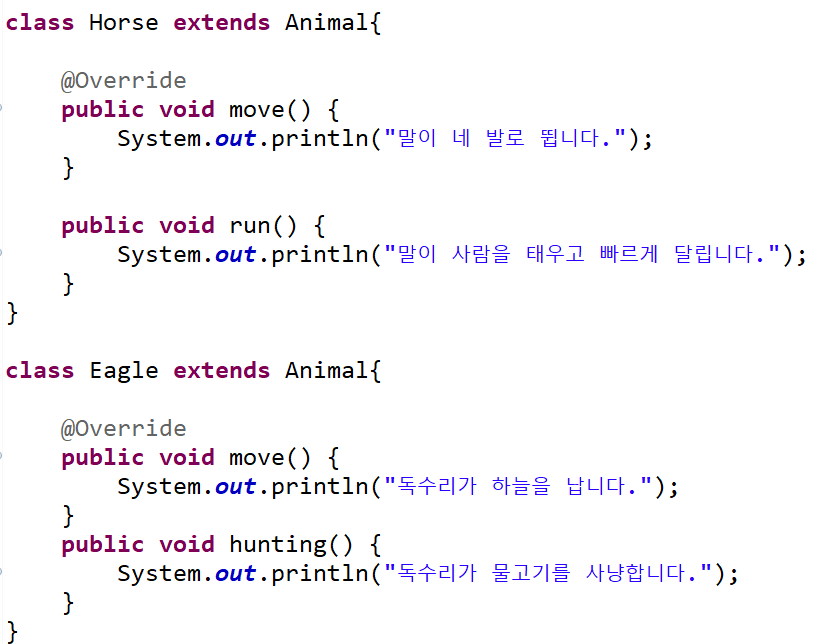 class Horse extends Animal{
@Override
public void move() {
System.out.println("말이 네 발로 뜁니다.");
}
public void run() {
System.out.println("말이 사람을 태우고 빠르게 달립니다.");
}
}
class Eagle extends Animal{
@Override
public void move() {
System.out.println("독수리가 하늘을 납니다.");
}
public void hunting() {
System.out.println("독수리가 물고기를 사냥합니다.");
}
}